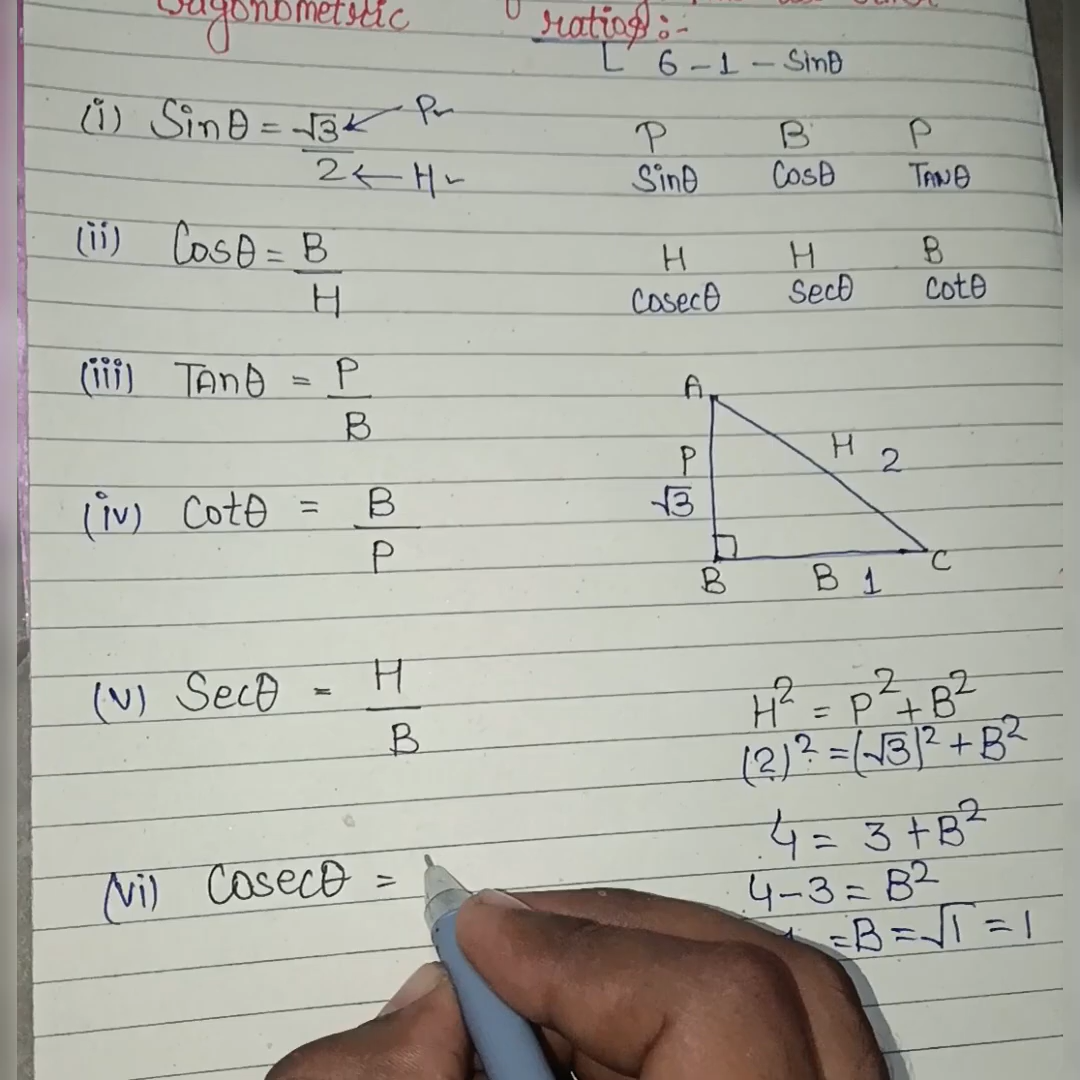 Trigonometric ratios:-
[ 6 - 1 - Sinθ
(i) Sinθ = √3/2 ← P ← H
P B P
Sinθ Cosθ TANθ
(ii) Cosθ = B/H
H H B
Cosecθ Secθ Cotθ
(iii) TAnθ = P/B
A
P √3
H 2
B B 1 C
(iv) Cotθ = B/P
(v) Secθ = H/B
H² = P² + B²
(2)² = (√3)² + B²
4 = 3 + B²
(vi) Cosecθ =
4 - 3 = B²
= B = √1 = 1